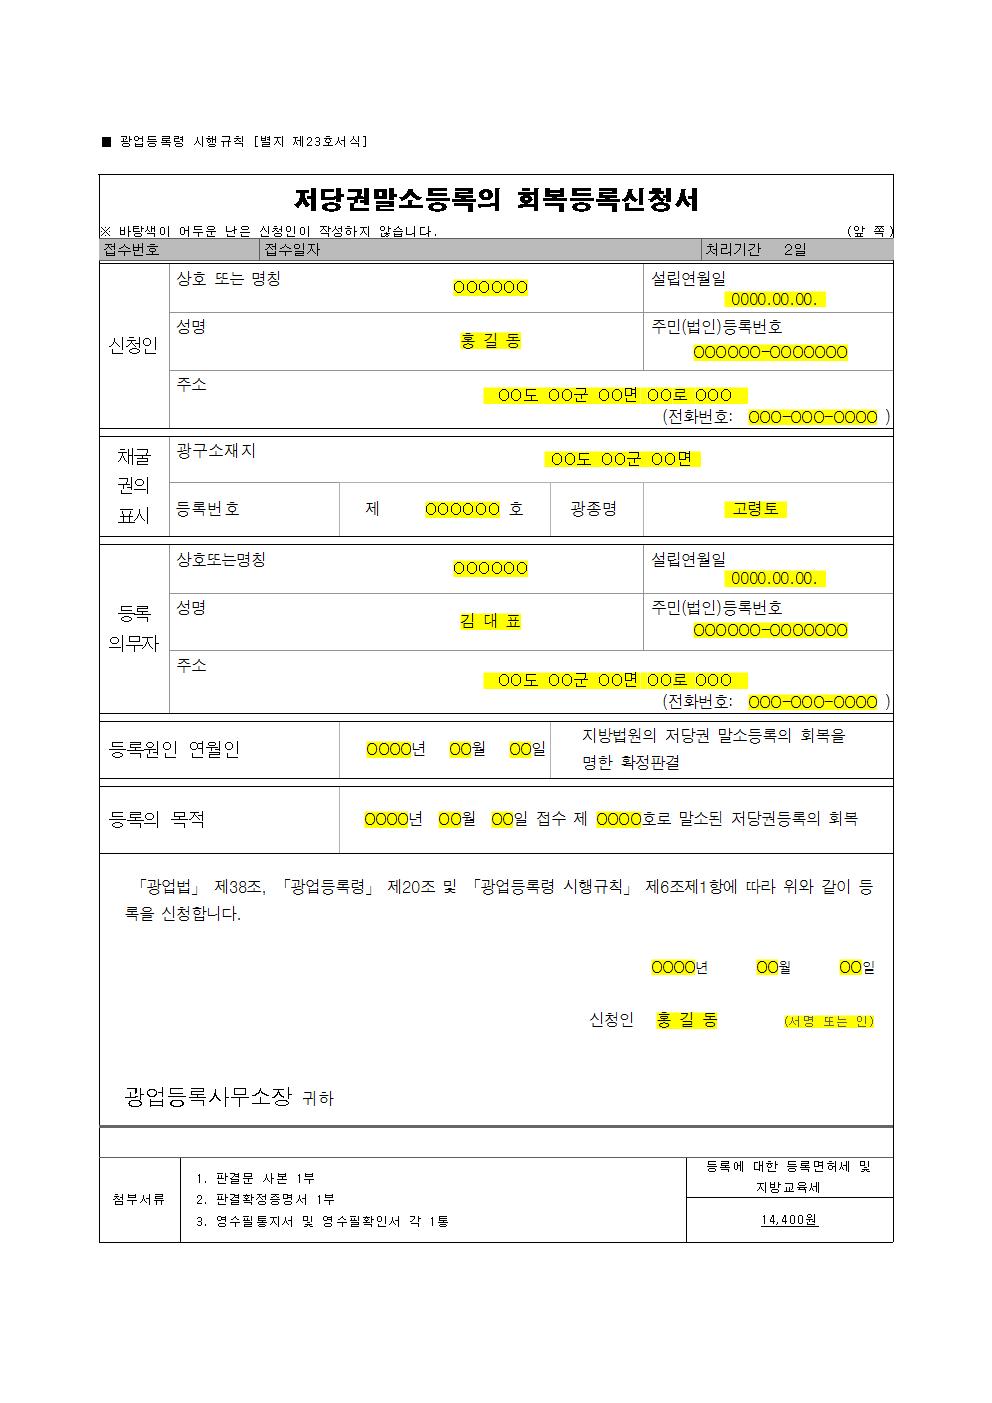 ■ 광업등록령 시행규칙 [별지 제23호서식]
저당권말소등록의 회복등록신청서
※ 바탕색이 어두운 난은 신청인이 작성하지 않습니다. (앞 쪽)
접수번호 접수일자 처리기간 2일
신청인
상호 또는 명칭 OOOOOO
설립연월일
0000.00.00.
성명 홍 길 동
주민(법인)등록번호
OOOOOO-OOOOOOO
주소
OO도 OO군 OO면 OO로 OOO
(전화번호: OOO-OOO-OOOO )
채굴
권의
표시
광구소재지 OO도 OO군 OO면
등록번호 제 OOOOOO 호 광종명 고령토
등록
의무자
상호또는명칭 OOOOOO
설립연월일
0000.00.00.
성명 김 대 표
주민(법인)등록번호
OOOOOO-OOOOOOO
주소
OO도 OO군 OO면 OO로 OOO
(전화번호: OOO-OOO-OOOO )
등록원인 연월인 OOOO년 OO월 OO일
지방법원의 저당권 말소등록의 회복을
명한 확정판결
등록의 목적 OOOO년 OO월 OO일 접수 제 OOOO호로 말소된 저당권등록의 회복
「광업법」 제38조, 「광업등록령」 제20조 및 「광업등록령 시행규칙」 제6조제1항에 따라 위와 같이 등
록을 신청합니다.
OOOO년 OO월 OO일
신청인 홍 길 동 (서명 또는 인)
광업등록사무소장 귀하
첨부서류
1. 판결문 사본 1부
2. 판결확정증명서 1부
3. 영수필통지서 및 영수필확인서 각 1통
등록에 대한 등록면허세 및
지방교육세
14,400원